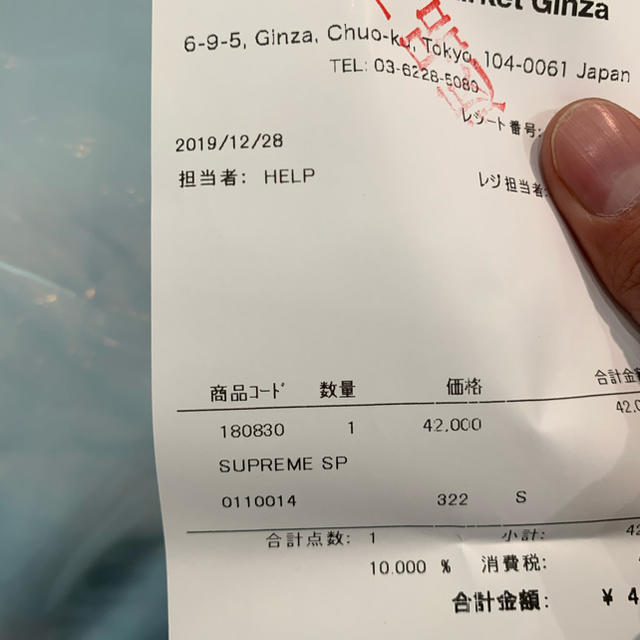 Ginza
6-9-5, Ginza, Chuo-ku, Tokyo, 104-0061 Japan
TEL: 03-6228-5080
レシート番号:
2019/12/28
担当者: HELP
レジ担当者:
商品コード 数量 価格 合計金額
180830 1 42,000 42,0
SUPREME SP
0110014 322 S
合計点数: 1 小計: 42
10.000 % 消費税:
合計金額: ¥ 4